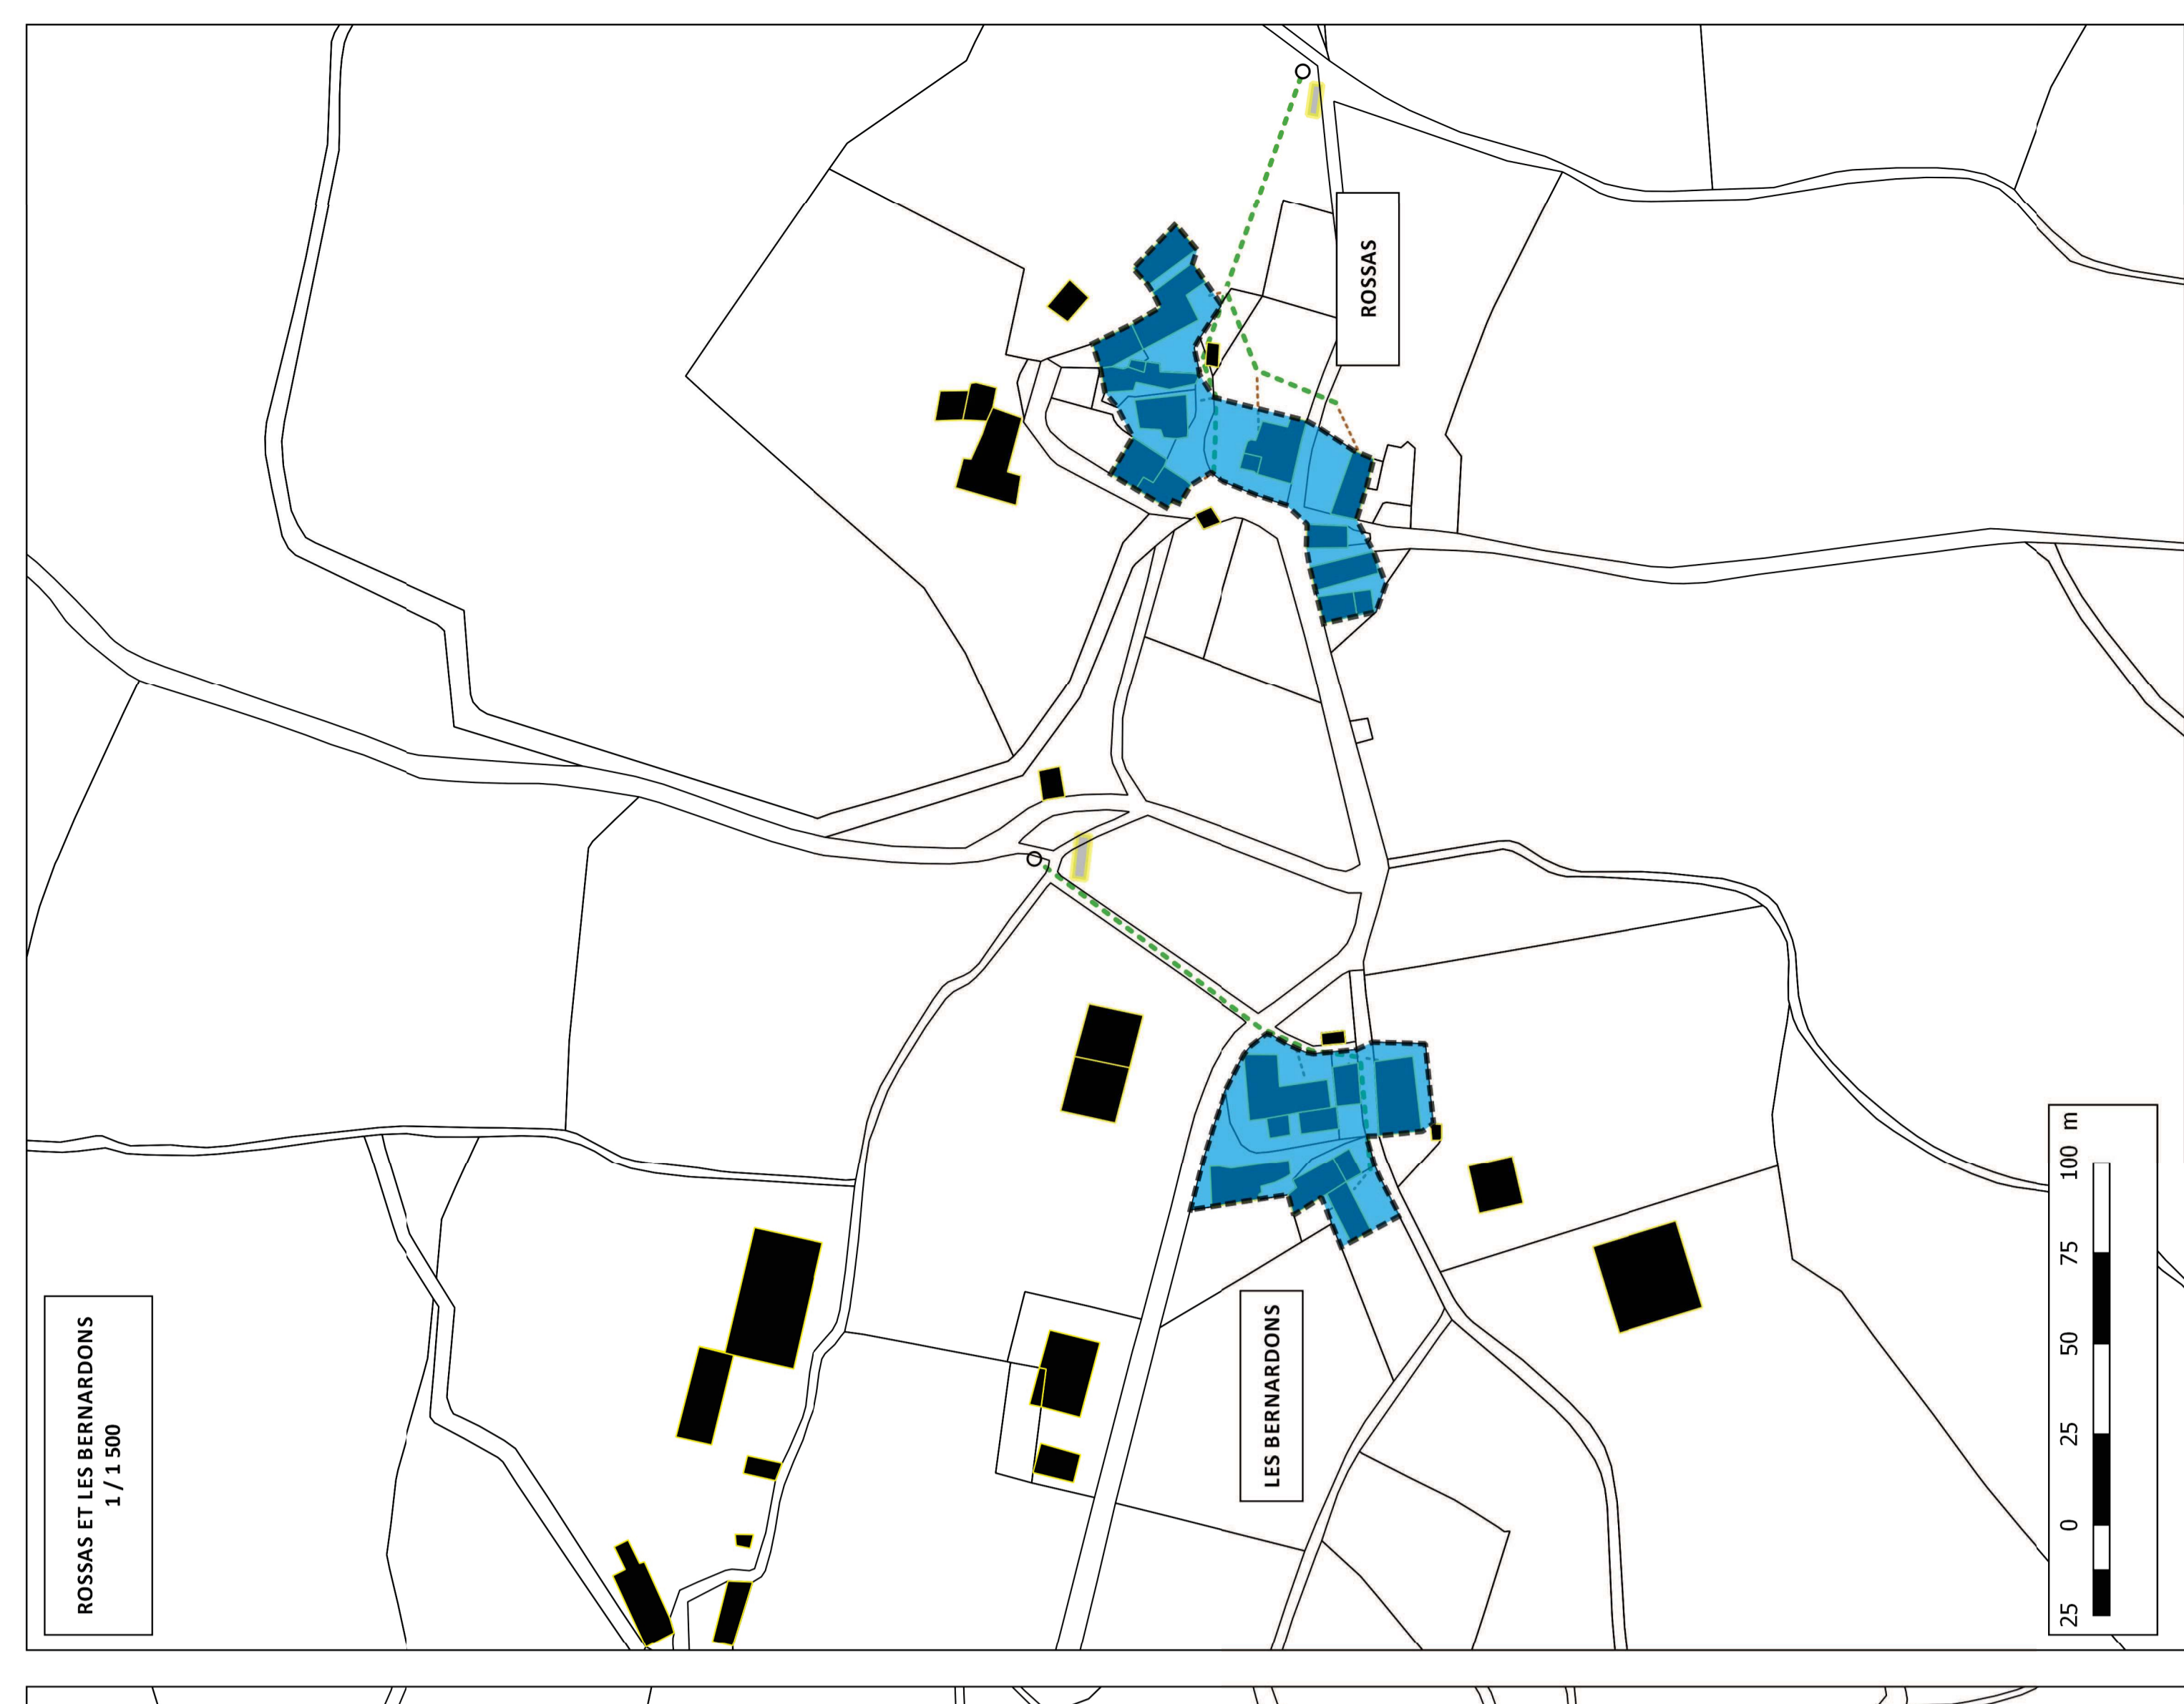 ROSSAS ET LES BERNARDONS
1 / 1 500
LES BERNARDONS
ROSSAS
25 0 25 50 75 100 m